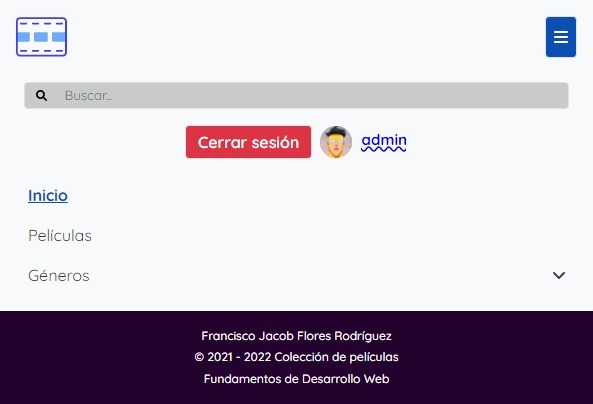 Buscar...
Cerrar sesión
admin
Inicio
Películas
Géneros
Francisco Jacob Flores Rodríguez
© 2021 - 2022 Colección de películas
Fundamentos de Desarrollo Web